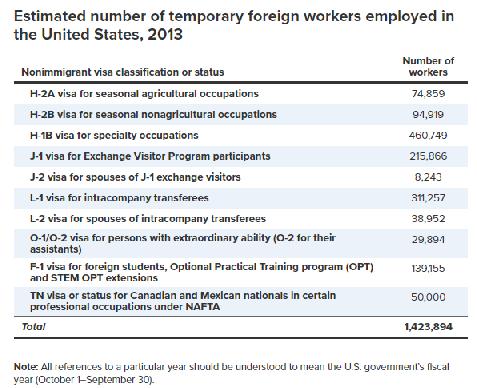 Estimated number of temporary foreign workers employed in
the United States, 2013
Number of
Nonimmigrant visa classification or status workers
H-2A visa for seasonal agricultural occupations 74,859
H-2B visa for seasonal nonagricultural occupations 94,919
H-1B visa for specialty occupations 460,749
J-1 visa for Exchange Visitor Program participants 215,866
J-2 visa for spouses of J-1 exchange visitors 8,243
L-1 visa for intracompany transferees 311,257
L-2 visa for spouses of intracompany transferees 38,952
O-1/O-2 visa for persons with extraordinary ability (O-2 for their
assistants) 29,894
F-1 visa for foreign students, Optional Practical Training program (OPT)
and STEM OPT extensions 139,155
TN visa or status for Canadian and Mexican nationals in certain
professional occupations under NAFTA 50,000
Total 1,423,894
Note: All references to a particular year should be understood to mean the U.S. government's fiscal
year (October 1–September 30).